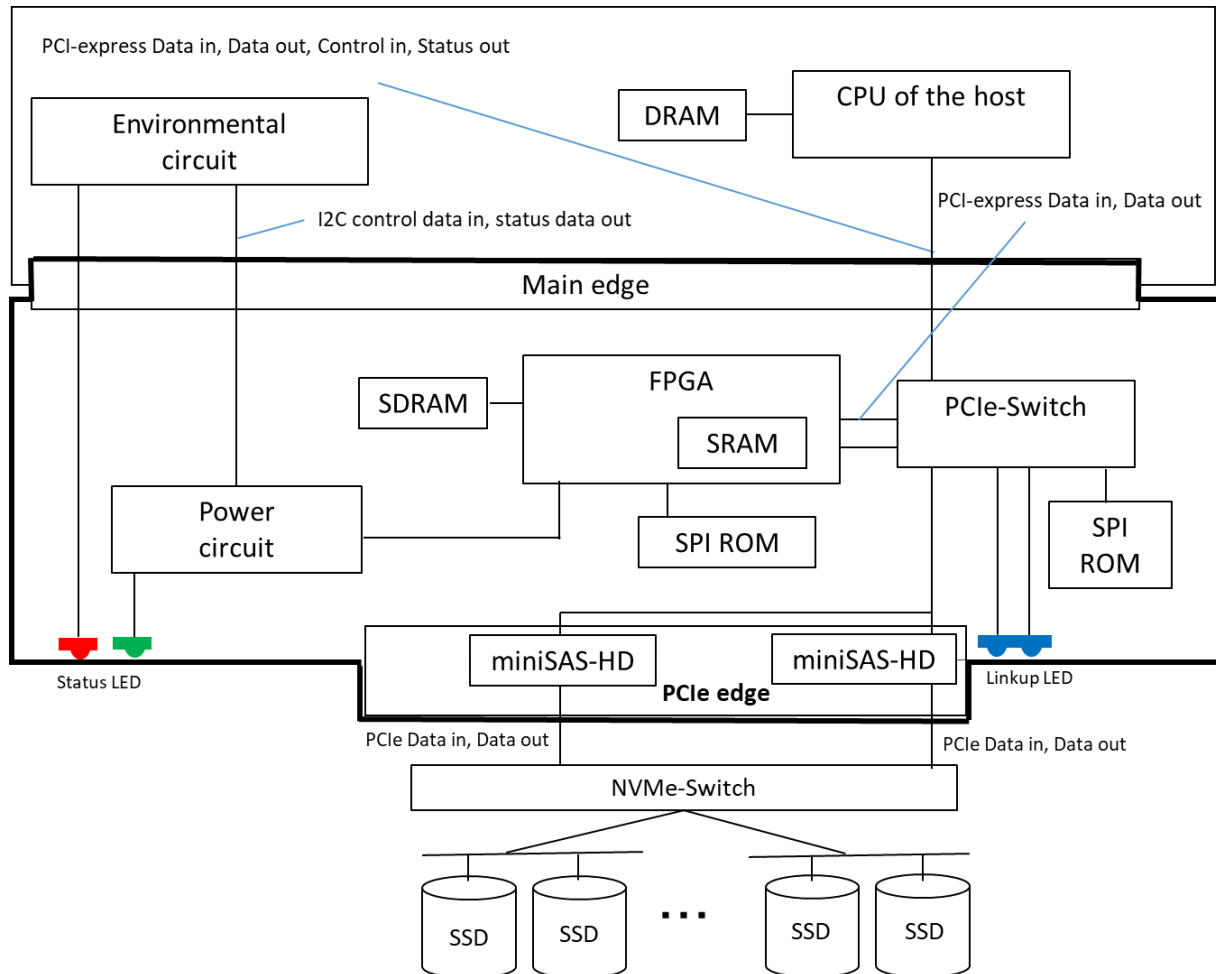 PCI-express Data in, Data out, Control in, Status out
CPU of the host
DRAM
Environmental
circuit
PCI-express Data in, Data out
I2C control data in, status data out
Main edge
FPGA
SDRAM
PCIe-Switch
SRAM
Power
circuit
SPI ROM
SPI
ROM
miniSAS-HD
miniSAS-HD
Status LED
Linkup LED
PCIe edge
PCIe Data in, Data out
PCIe Data in, Data out
NVMe-Switch
SSD
SSD
...
SSD
SSD